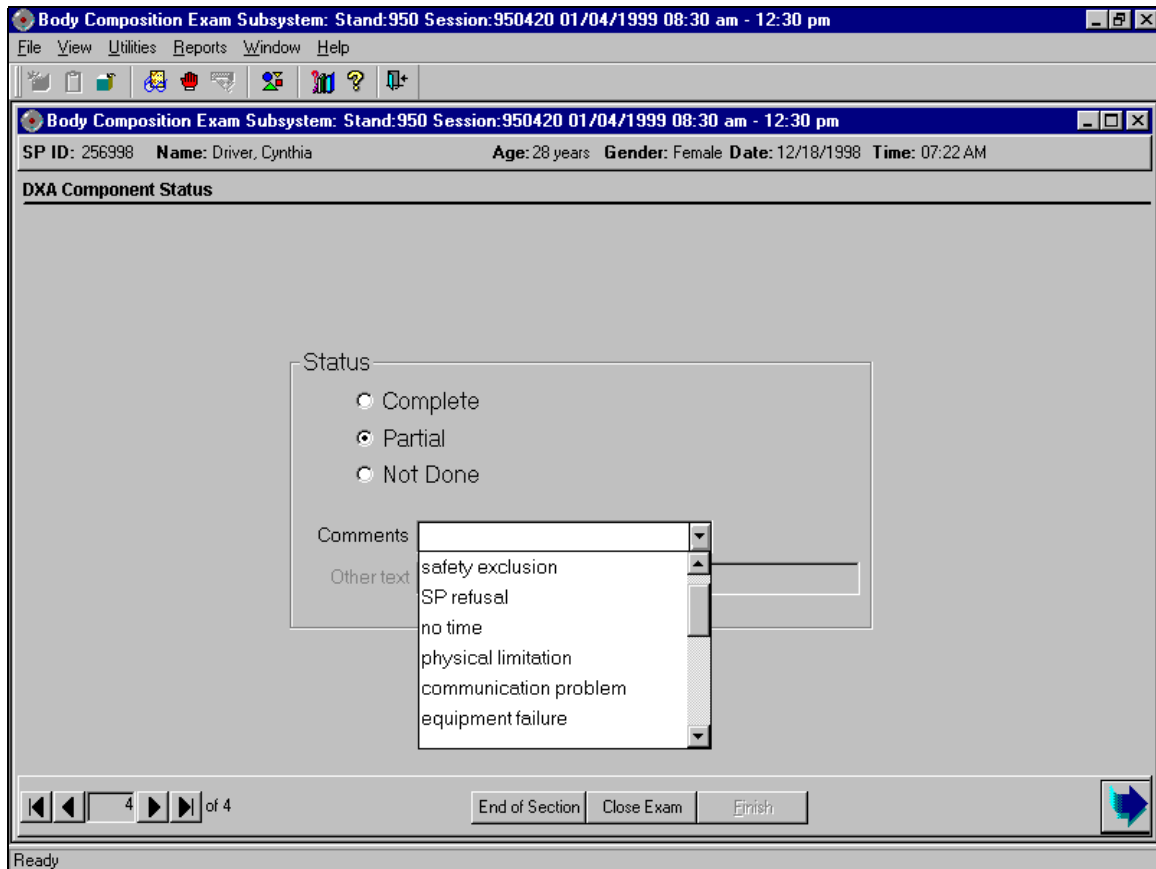 Body Composition Exam Subsystem: Stand:950 Session:950420 01/04/1999 08:30 am - 12:30 pm
File View Utilities Reports Window Help
Body Composition Exam Subsystem: Stand:950 Session:950420 01/04/1999 08:30 am - 12:30 pm
SP ID: 256998 Name: Driver, Cynthia Age: 28 years Gender: Female Date: 12/18/1998 Time: 07:22 AM
DXA Component Status
Status
Complete
Partial
Not Done
Comments
Other text
safety exclusion
SP refusal
no time
physical limitation
communication problem
equipment failure
4 of 4 End of Section Close Exam Finish
Ready